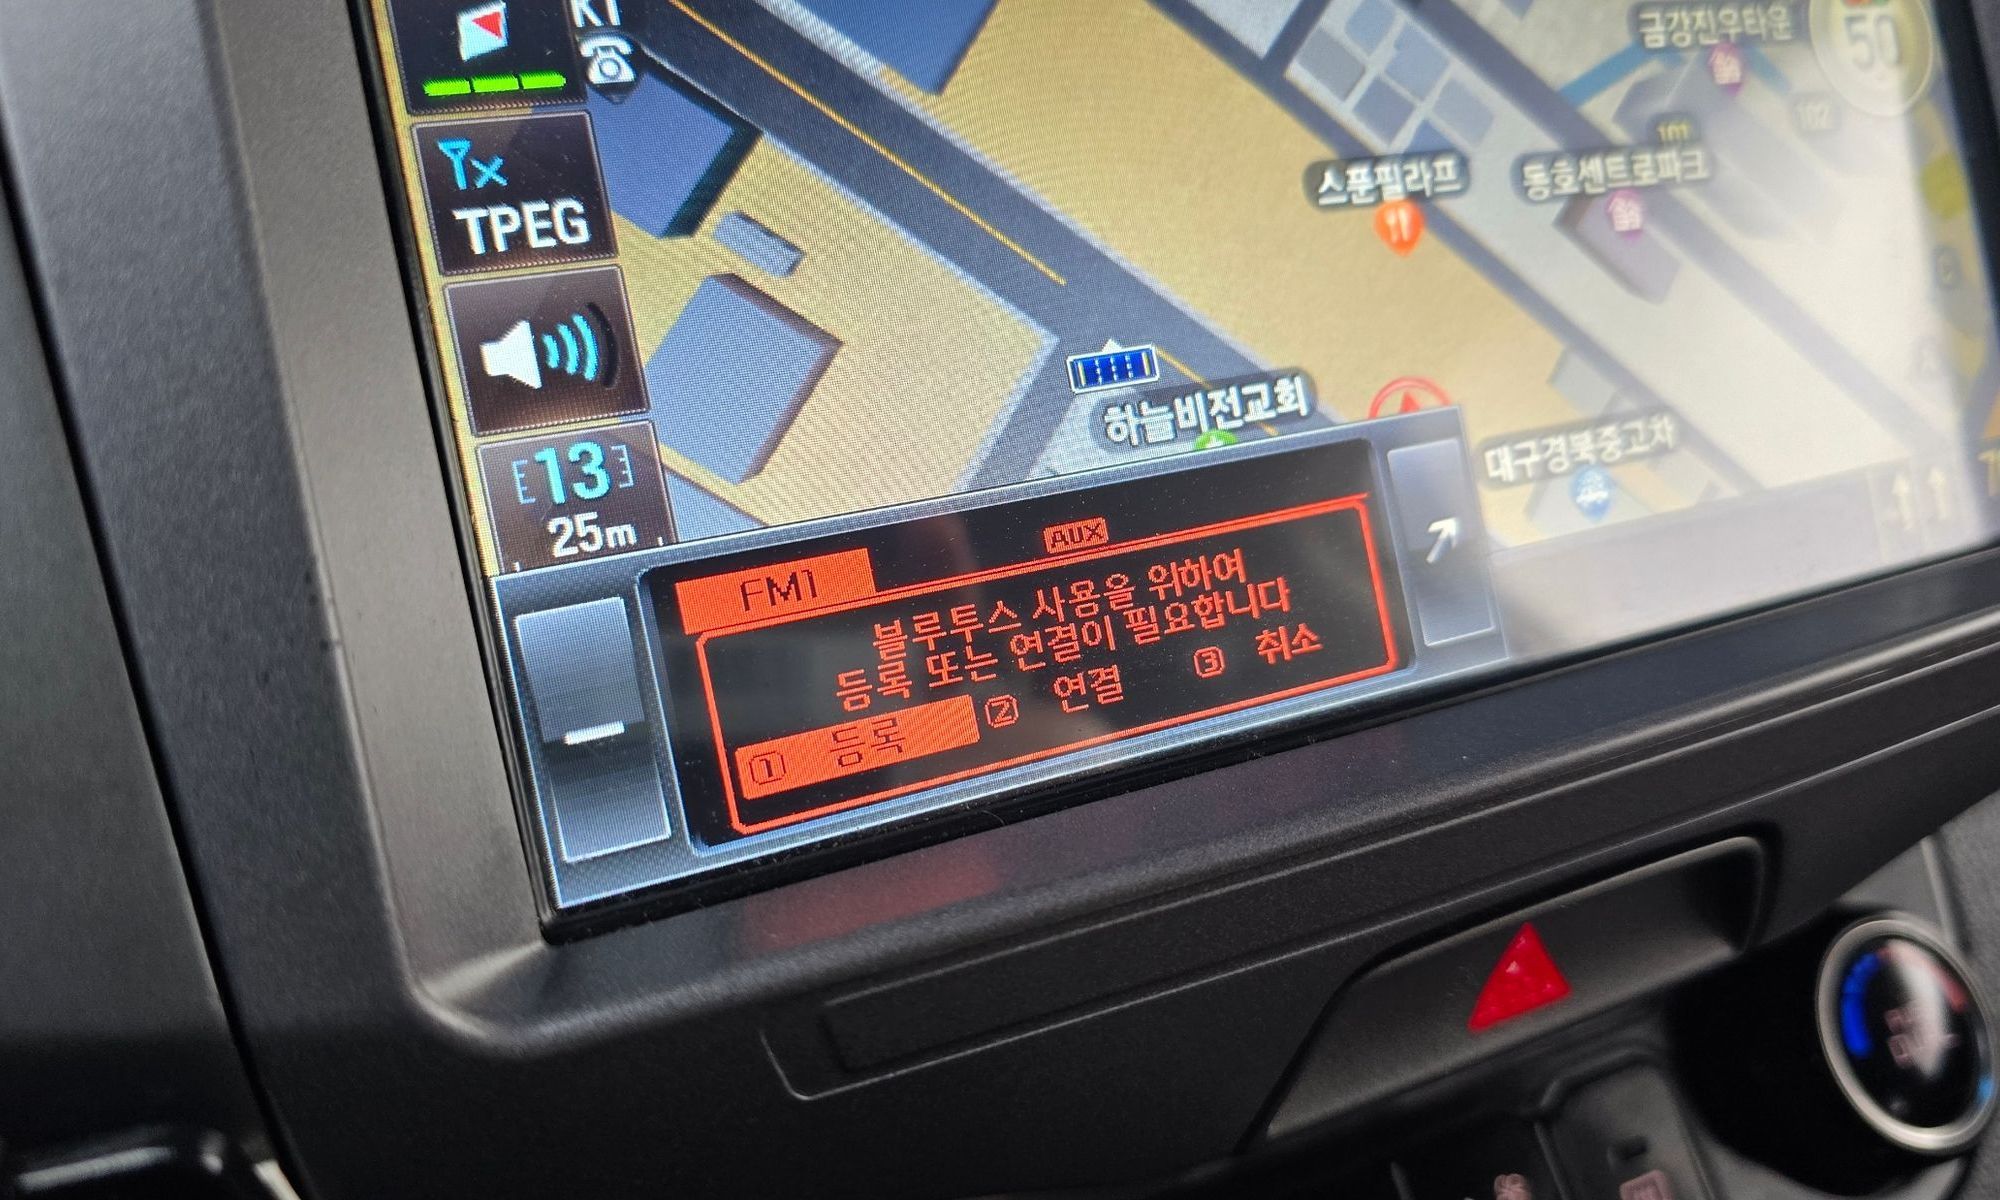 KT
금강진우타운
50
102
101
TPEG
스푼필라프
동호센트로파크
하늘비전교회
대구경북중고차
13
25m
AUX
FM1
블루투스 사용을 위하여
등록 또는 연결이 필요합니다
① 등록 ② 연결 ③ 취소